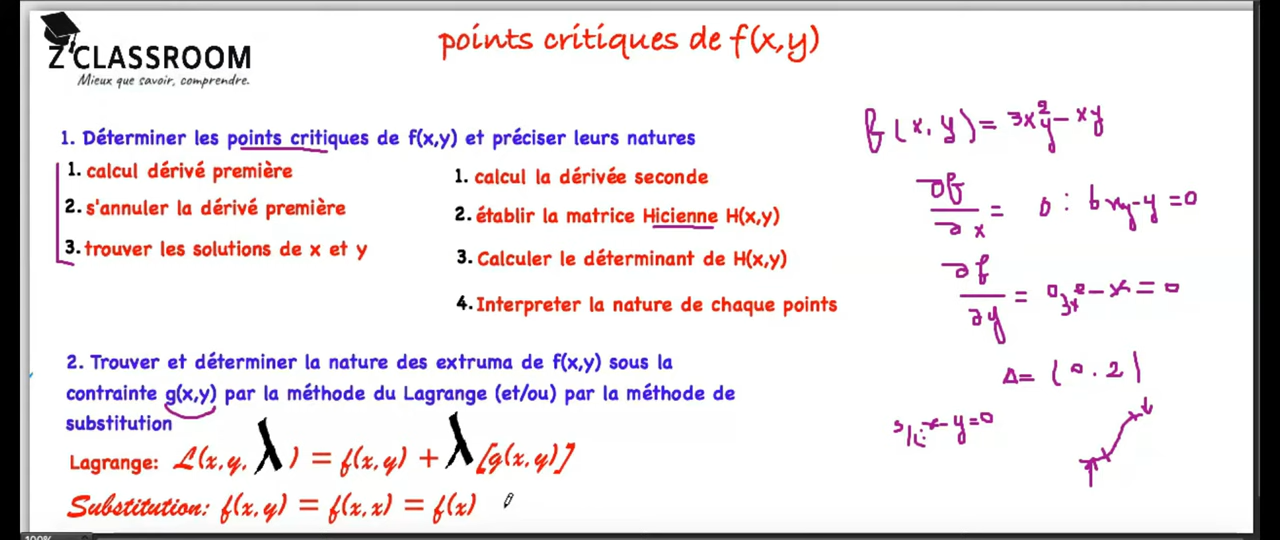 points critiques de f(x,y)
Z'CLASSROOM
Mieux que savoir, comprendre.
1. Déterminer les points critiques de f(x,y) et préciser leurs natures
1. calcul dérivé première
2. s'annuler la dérivé première
3. trouver les solutions de x et y
1. calcul la dérivée seconde
2. établir la matrice Hicienne H(x,y)
3. Calculer le déterminant de H(x,y)
4. Interpreter la nature de chaque points
2. Trouver et déterminer la nature des extruma de f(x,y) sous la
contrainte g(x,y) par la méthode du Lagrange (et/ou) par la méthode de
substitution
Lagrange: L(x,y, λ) = f(x,y) + λ [g(x,y)]
Substitution: f(x,y) = f(x,x) = f(x)
f(x,y) = 3x²y - xy
∂f/∂x = 0 : 6xy - y = 0
∂f/∂y = 0 3x² - x = 0
A = (0.2)
x - y = 0
100%